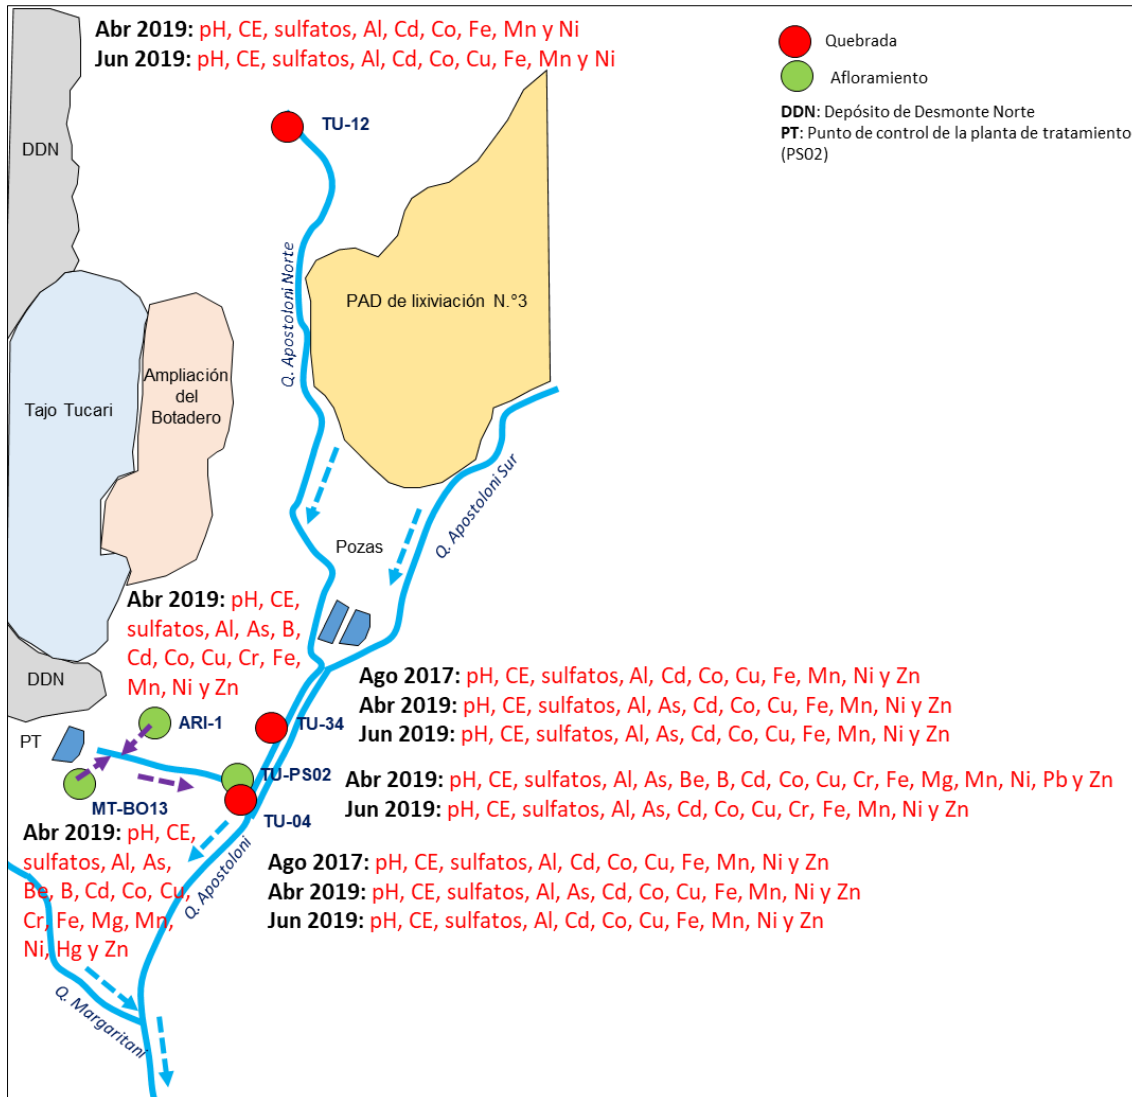 Abr 2019: pH, CE, sulfatos, Al, Cd, Co, Fe, Mn y Ni
Jun 2019: pH, CE, sulfatos, Al, Cd, Co, Cu, Fe, Mn y Ni
Quebrada
Afloramiento
DDN: Depósito de Desmonte Norte
PT: Punto de control de la planta de tratamiento
(PS02)
TU-12
DDN
Q. Apostoloni Norte
PAD de lixiviación N.°3
Ampliación
del
Botadero
Tajo Tucari
Q. Apostoloni Sur
Pozas
Abr 2019: pH, CE,
sulfatos, Al, As, B,
Cd, Co, Cu, Cr, Fe,
Mn, Ni y Zn
DDN
Ago 2017: pH, CE, sulfatos, Al, Cd, Co, Cu, Fe, Mn, Ni y Zn
Abr 2019: pH, CE, sulfatos, Al, As, Cd, Co, Cu, Fe, Mn, Ni y Zn
Jun 2019: pH, CE, sulfatos, Al, As, Cd, Co, Cu, Fe, Mn, Ni y Zn
ARI-1
TU-34
PT
TU-PS02
Abr 2019: pH, CE, sulfatos, Al, As, Be, B, Cd, Co, Cu, Cr, Fe, Mg, Mn, Ni, Pb y Zn
Jun 2019: pH, CE, sulfatos, Al, As, Cd, Co, Cu, Cr, Fe, Mn, Ni y Zn
MT-BO13
TU-04
Abr 2019: pH, CE,
sulfatos, Al, As,
Be, B, Cd, Co, Cu,
Cr, Fe, Mg, Mn,
Ni, Hg y Zn
Q. Apostoloni
Ago 2017: pH, CE, sulfatos, Al, Cd, Co, Cu, Fe, Mn, Ni y Zn
Abr 2019: pH, CE, sulfatos, Al, As, Cd, Co, Cu, Fe, Mn, Ni y Zn
Jun 2019: pH, CE, sulfatos, Al, Cd, Co, Cu, Fe, Mn, Ni y Zn
Q. Margaritani